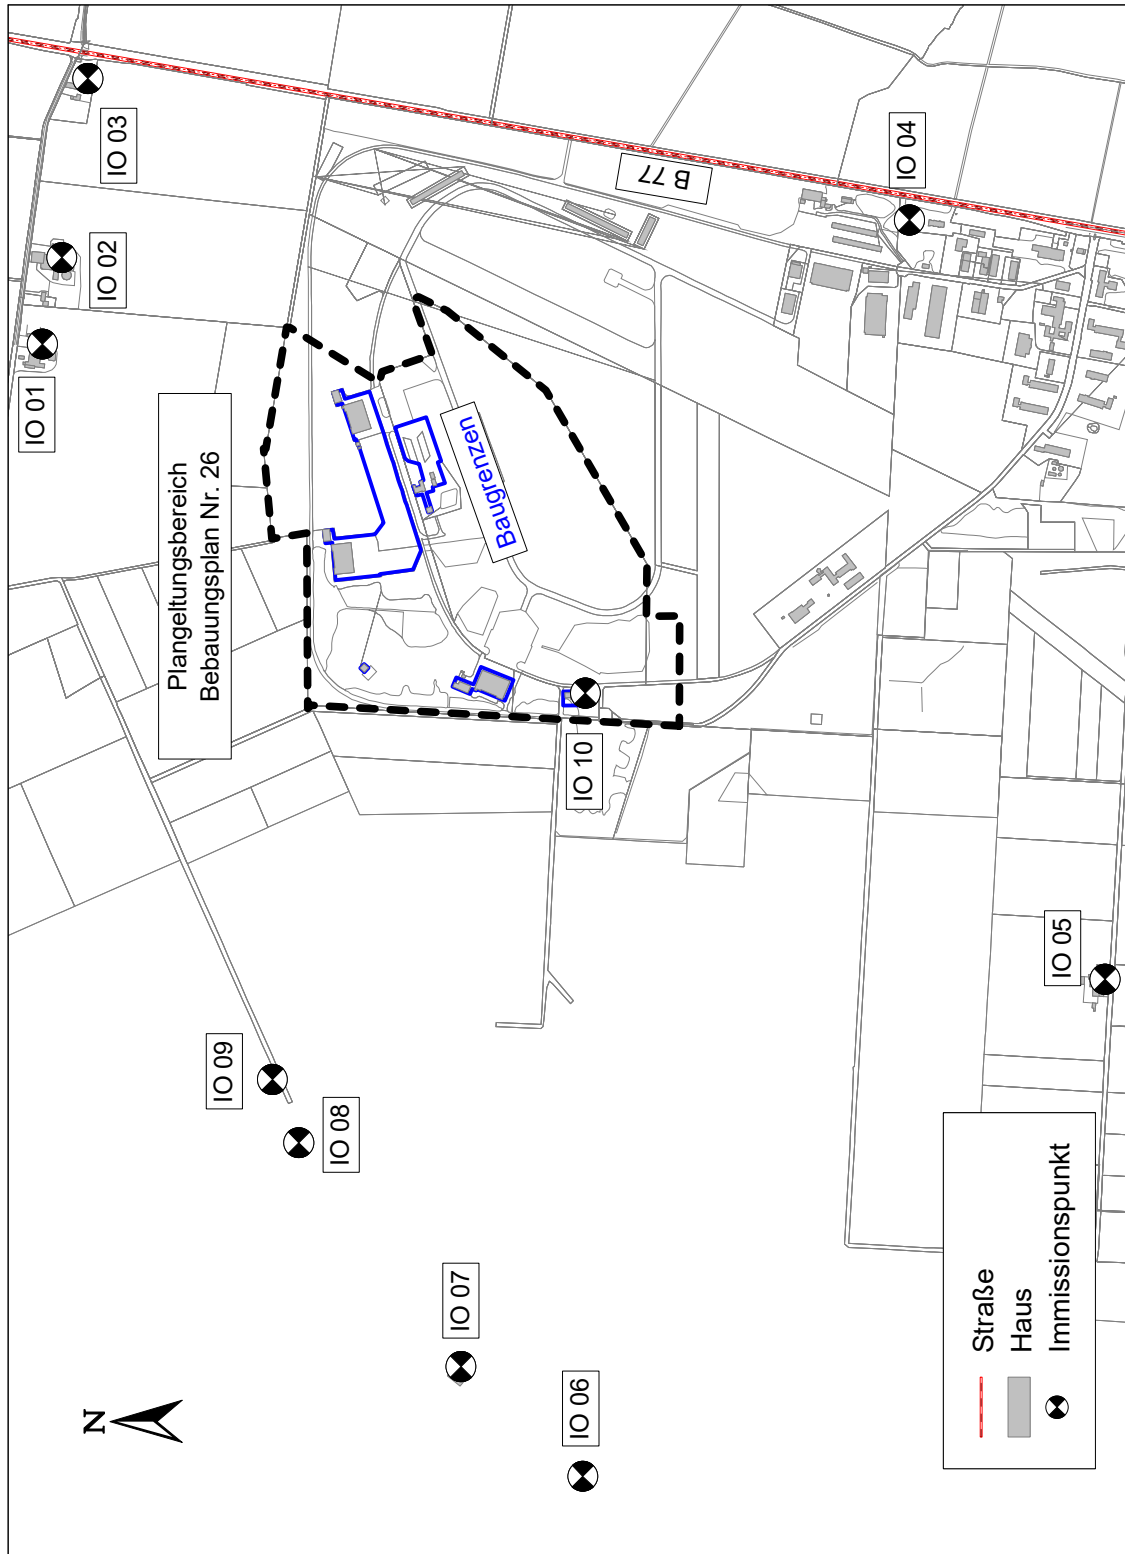 N
IO 06
IO 07
IO 08
IO 09
IO 10
Plangeltungsbereich
Bebauungsplan Nr. 26
IO 01
IO 02
IO 03
Baugrenzen
B 77
IO 04
IO 05
Straße
Haus
Immissionspunkt